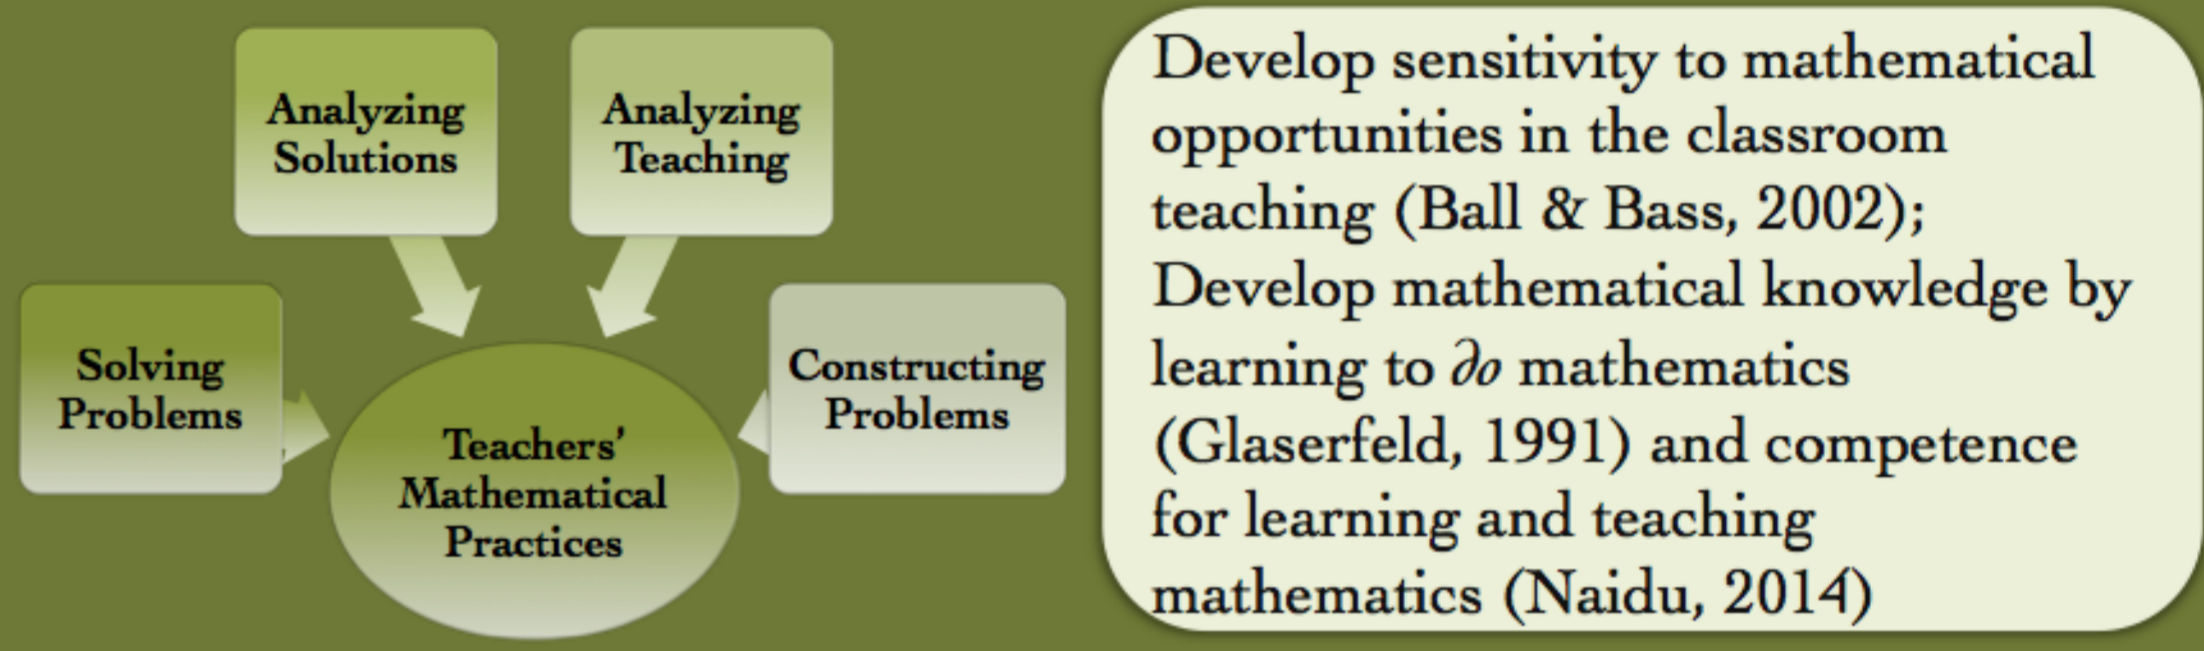 Analyzing
Solutions
Analyzing
Teaching
Solving
Problems
Constructing
Problems
Teachers’
Mathematical
Practices
Develop sensitivity to mathematical
opportunities in the classroom
teaching (Ball & Bass, 2002);
Develop mathematical knowledge by
learning to do mathematics
(Glaserfeld, 1991) and competence
for learning and teaching
mathematics (Naidu, 2014)